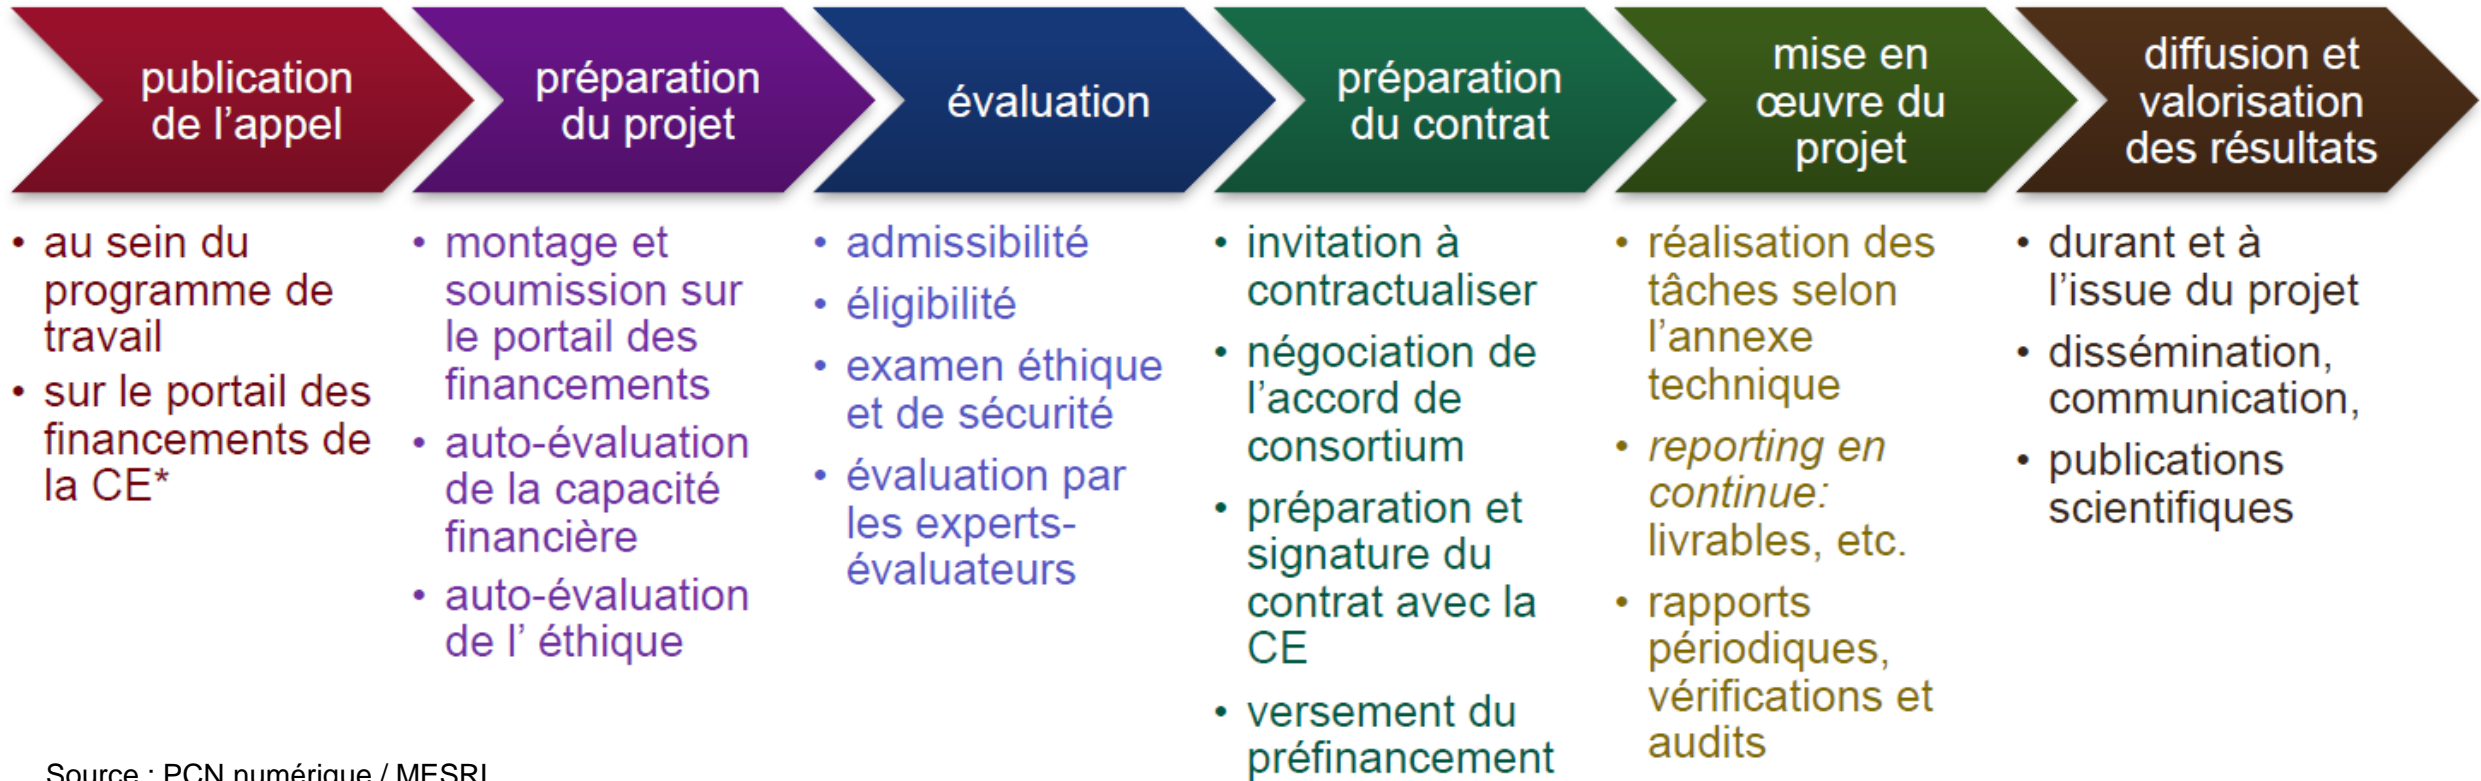 publication
de l’appel
préparation
du projet
évaluation
préparation
du contrat
mise en
œuvre du
projet
diffusion et
valorisation
des résultats
• au sein du
programme de
travail
• sur le portail des
financements de
la CE*
• montage et
soumission sur
le portail des
financements
• auto-évaluation
de la capacité
financière
• auto-évaluation
de l’ éthique
• admissibilité
• éligibilité
• examen éthique
et de sécurité
• évaluation par
les experts-
évaluateurs
• invitation à
contractualiser
• négociation de
l’accord de
consortium
• préparation et
signature du
contrat avec la
CE
• versement du
préfinancement
• réalisation des
tâches selon
l’annexe
technique
• reporting en
continue:
livrables, etc.
• rapports
périodiques,
vérifications et
audits
• durant et à
l’issue du projet
• dissémination,
communication,
• publications
scientifiques
Source : PCN numérique / MESRI